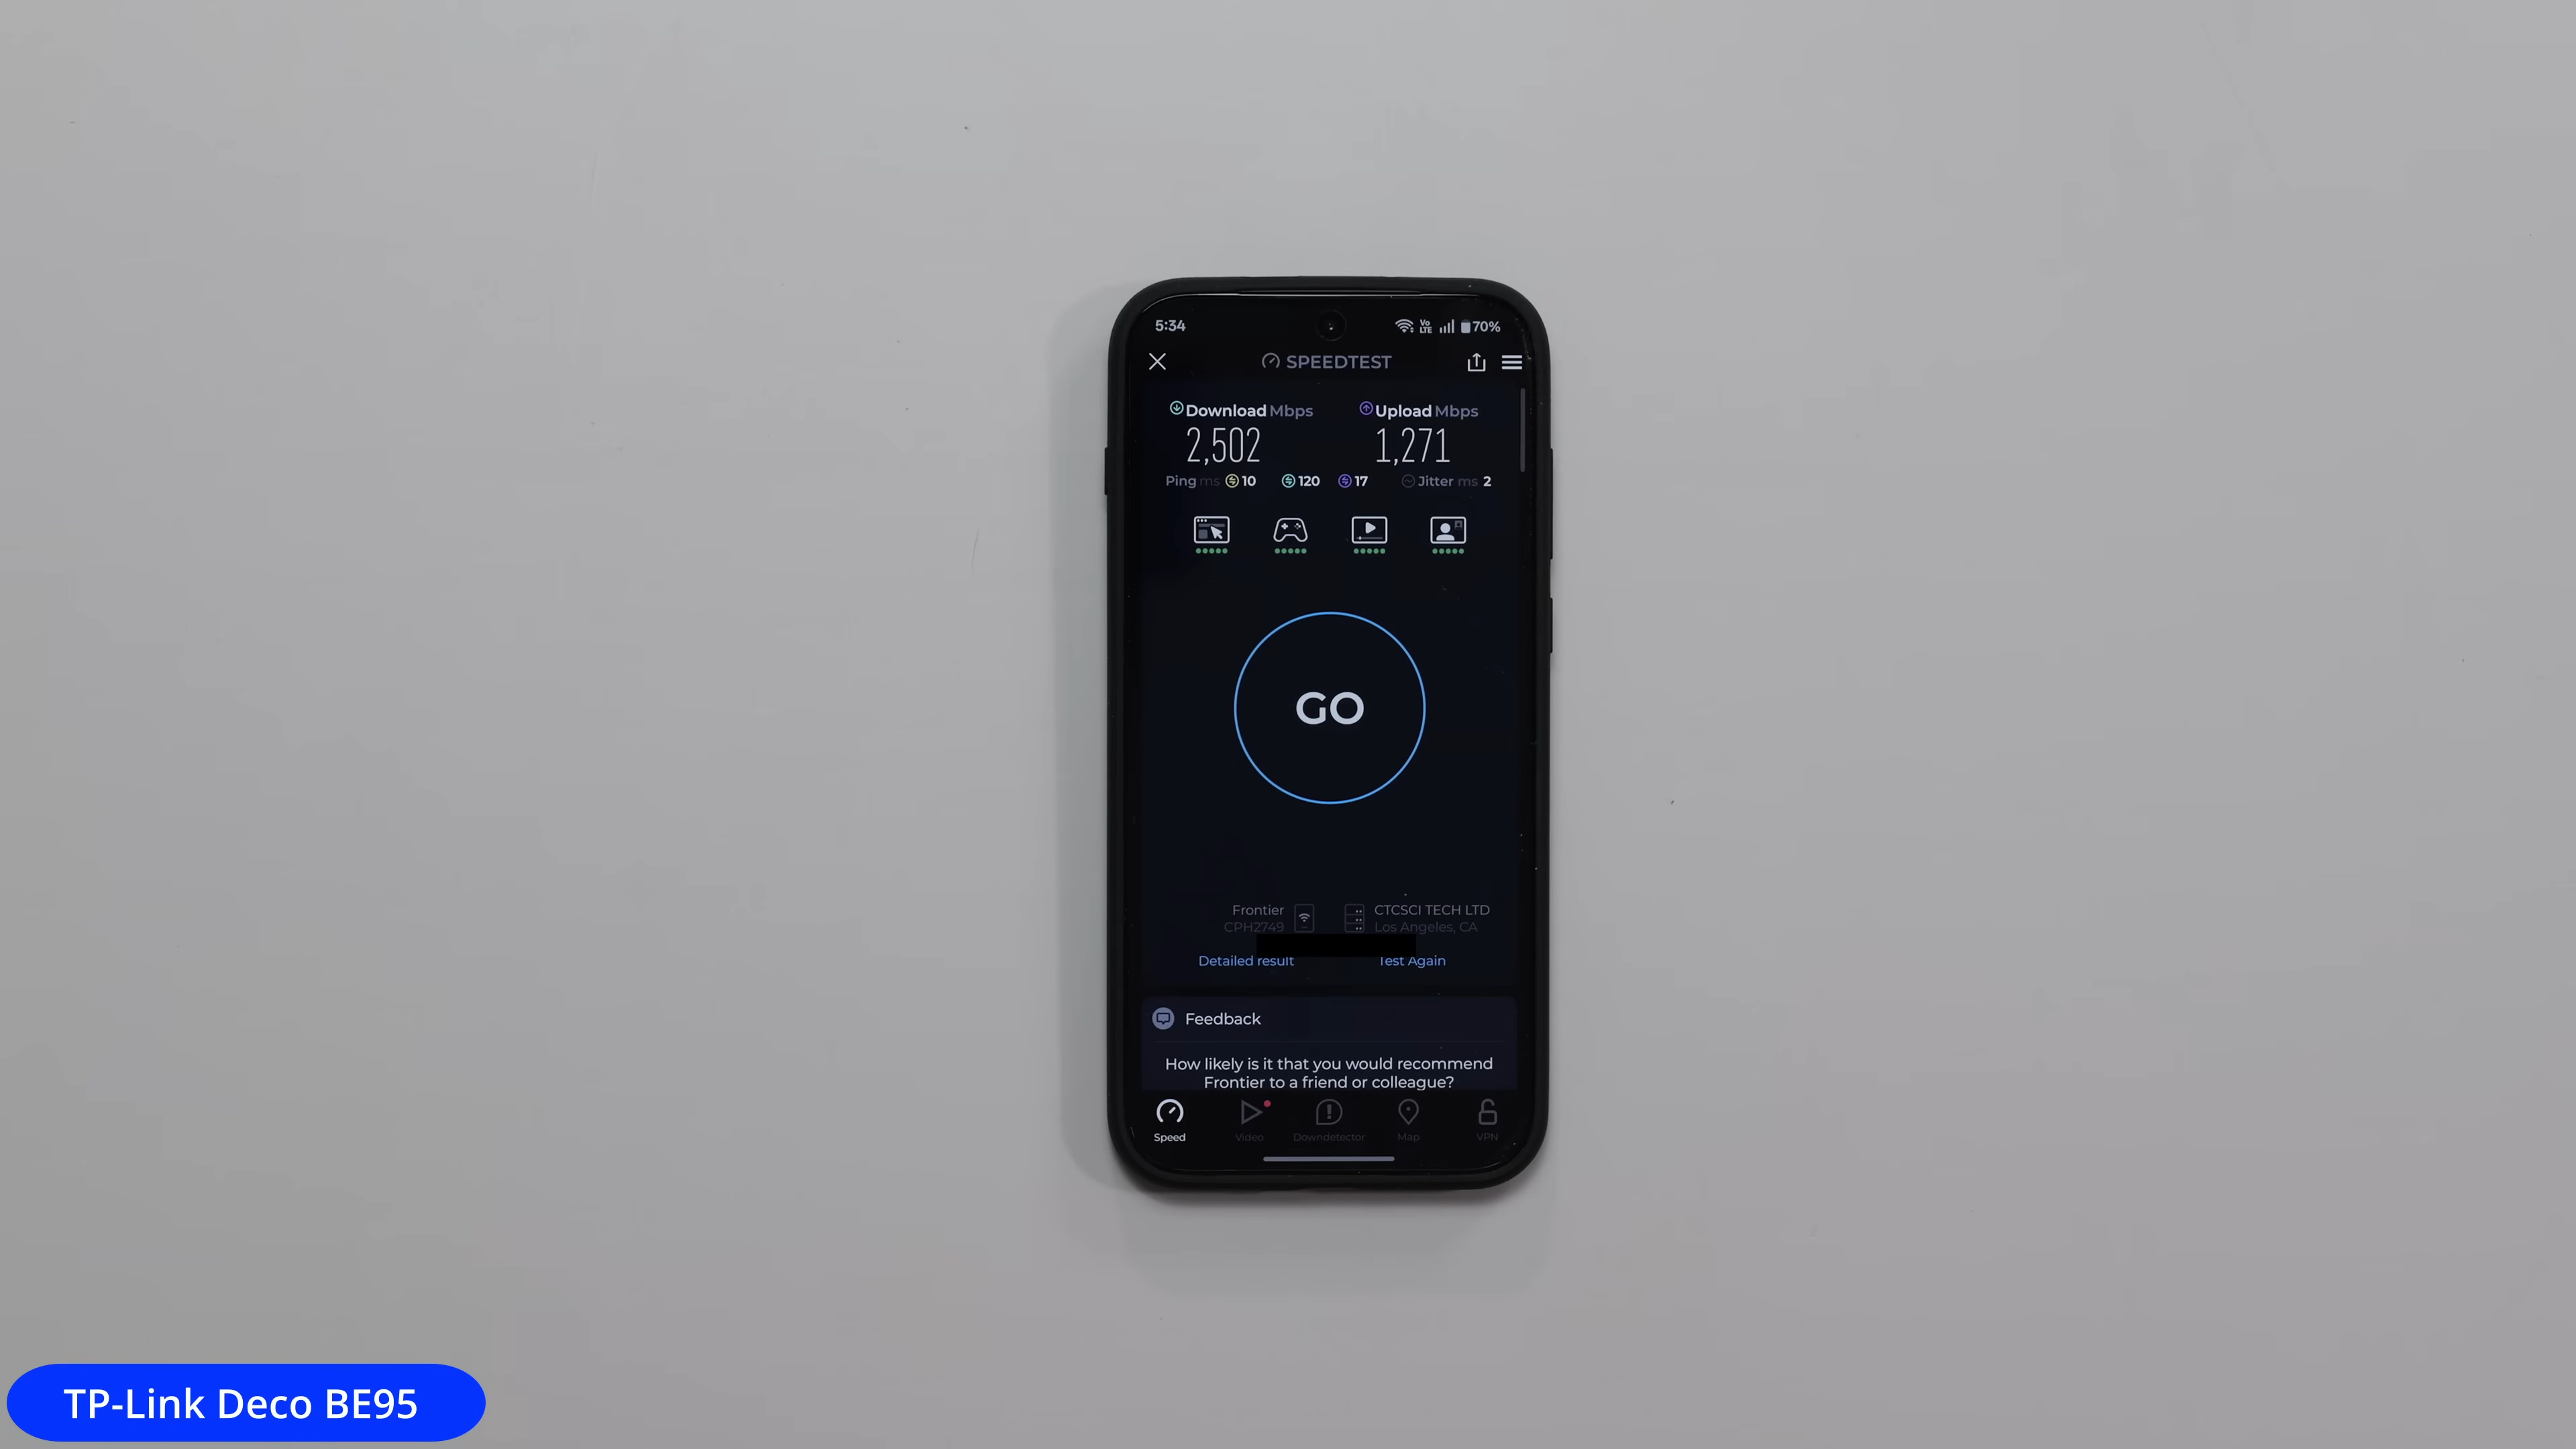 5:34
Vo
LTE
70%
SPEEDTEST
Download Mbps
Upload Mbps
2,502
1,271
Ping ms 10 120 17 Jitter ms 2
GO
Frontier
CPH2749
CTCSCI TECH LTD
Los Angeles, CA
Detailed result
Test Again
Feedback
How likely is it that you would recommend
Frontier to a friend or colleague?
Speed
Video
Downdetector
Map
VPN
TP-Link Deco BE95